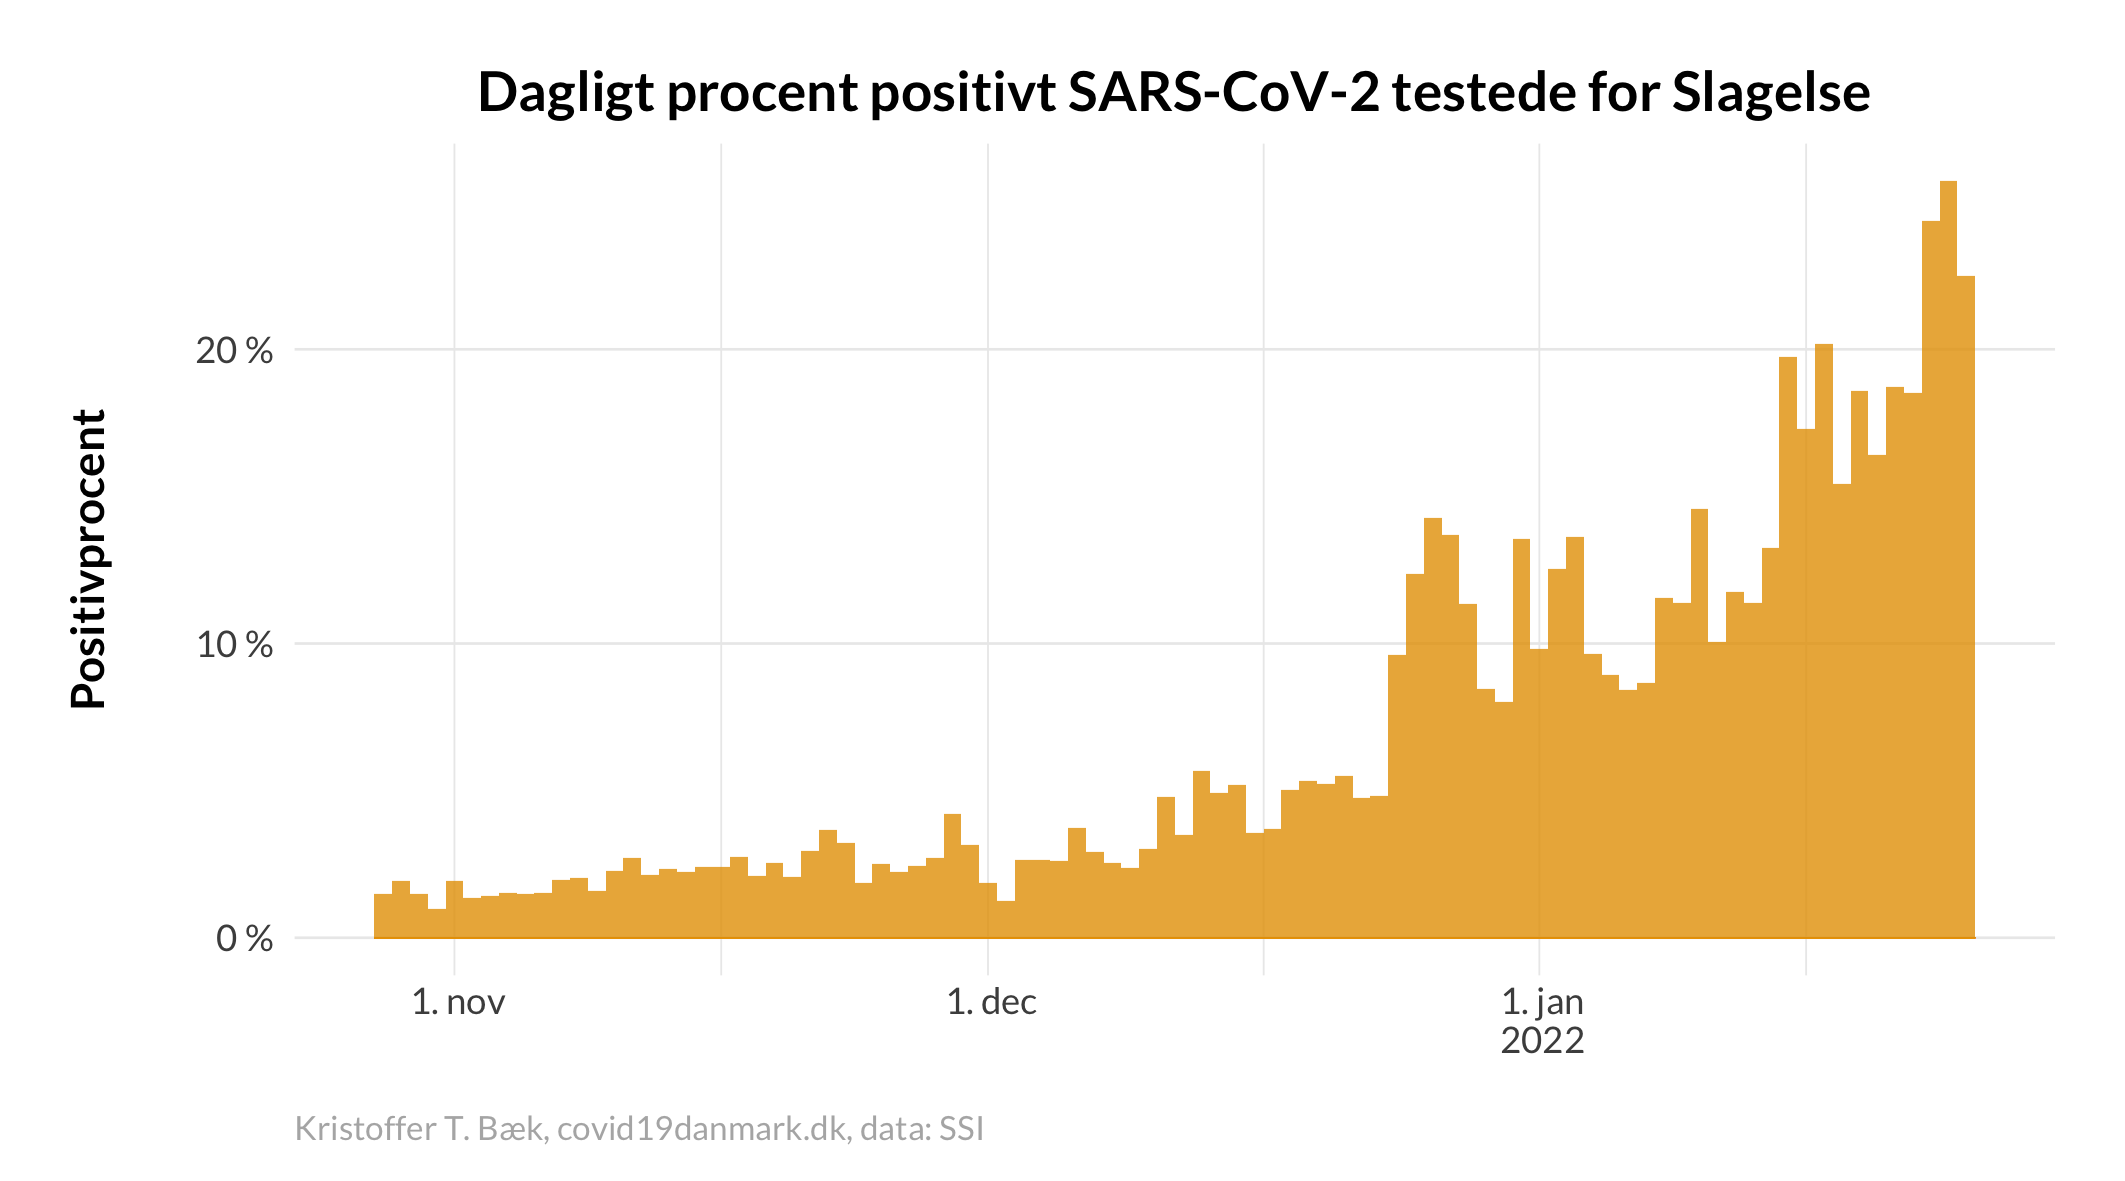 Dagligt procent positivt SARS-CoV-2 testede for Slagelse
Positivprocent
20 %
10 %
0 %
1. nov
1. dec
1. jan
2022
Kristoffer T. Bæk, covid19danmark.dk, data: SSI